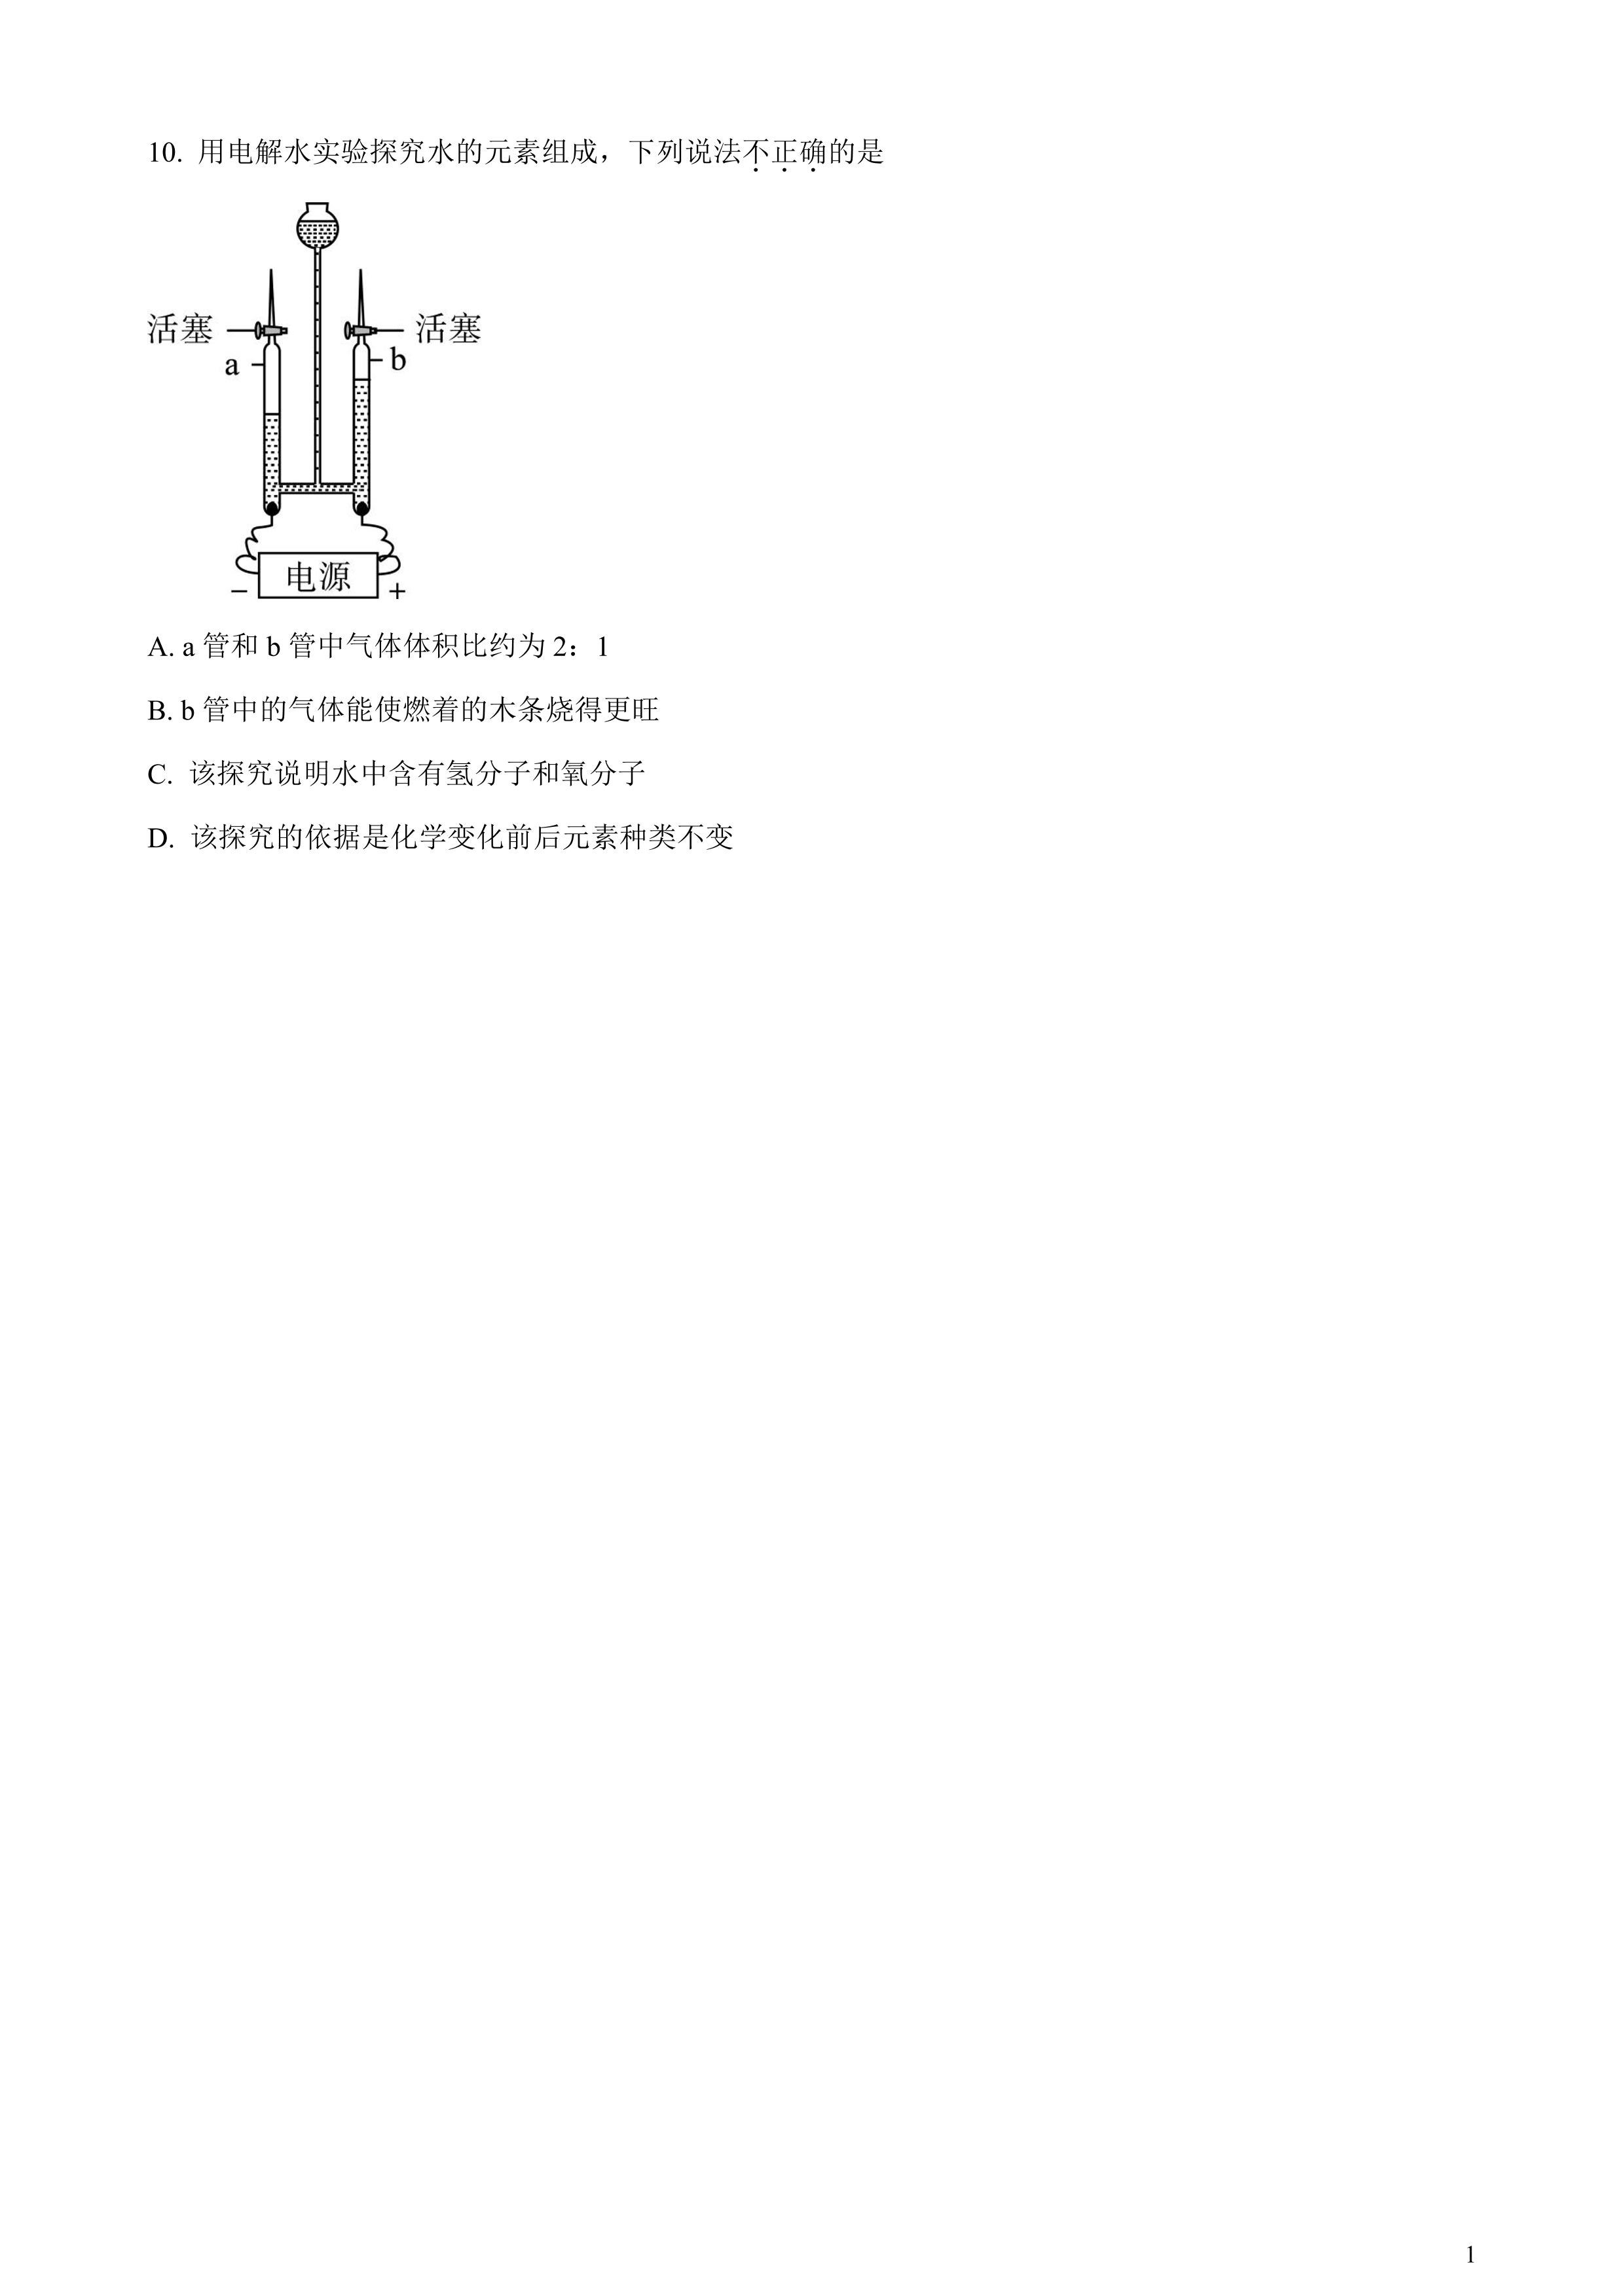 10. 用电解水实验探究水的元素组成，下列说法不正确的是
活塞 活塞
a b
电源
- +
A. a 管和 b 管中气体体积比约为 2：1
B. b 管中的气体能使燃着的木条烧得更旺
C. 该探究说明水中含有氢分子和氧分子
D. 该探究的依据是化学变化前后元素种类不变
1